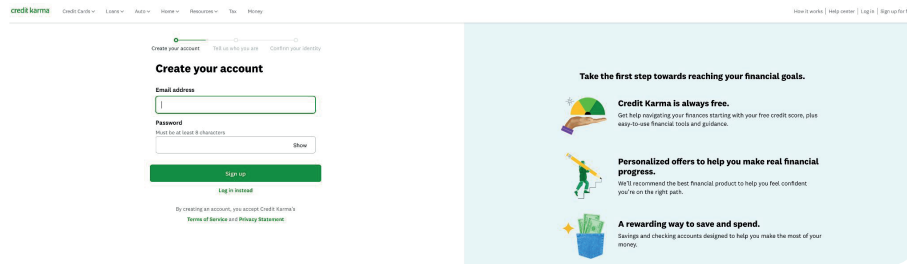 credit karma Credit Cards Loans Auto Home Resources Tax Money How it works | Help center | Log in | Sign up for
Create your account Tell us who you are Confirm your identity
Create your account
Email address
Password
Must be at least 8 characters
Show
Sign up
Log in instead
By creating an account, you accept Credit Karma's
Terms of Service and Privacy Statement
Take the first step towards reaching your financial goals.
Credit Karma is always free.
Get help navigating your finances starting with your free credit score, plus
easy-to-use financial tools and guidance.
Personalized offers to help you make real financial
progress.
We'll recommend the best financial product to help you feel confident
you're on the right path.
A rewarding way to save and spend.
Savings and checking accounts designed to help you make the most of your
money.